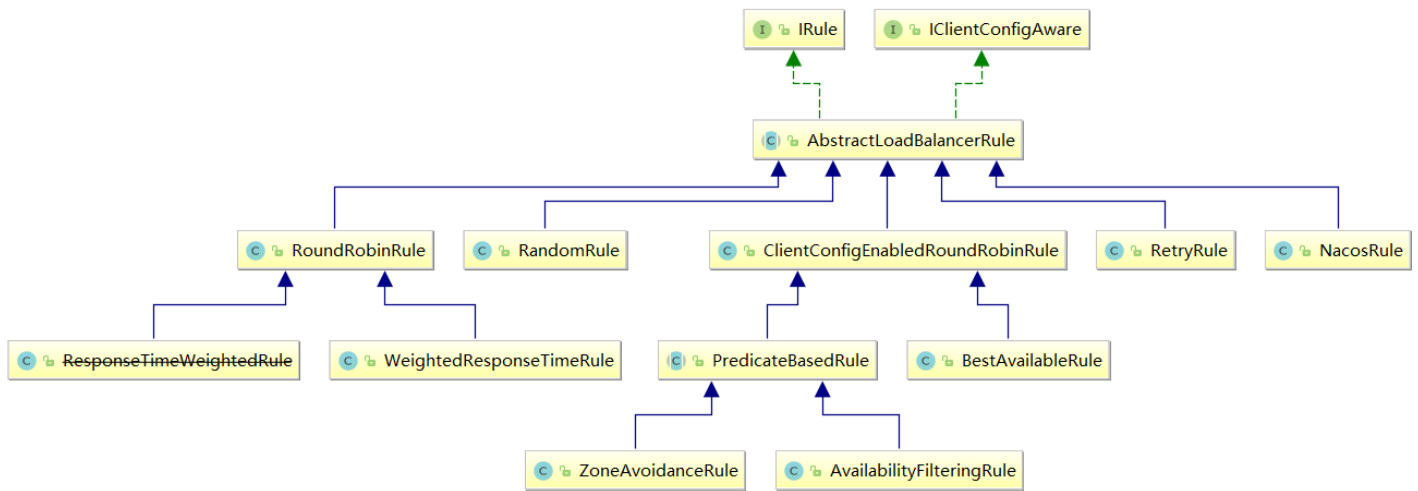 I IRule
I IClientConfigAware
C AbstractLoadBalancerRule
C RoundRobinRule
C RandomRule
C ClientConfigEnabledRoundRobinRule
C RetryRule
C NacosRule
C ResponseTimeWeightedRule
C WeightedResponseTimeRule
C PredicateBasedRule
C BestAvailableRule
C ZoneAvoidanceRule
C AvailabilityFilteringRule